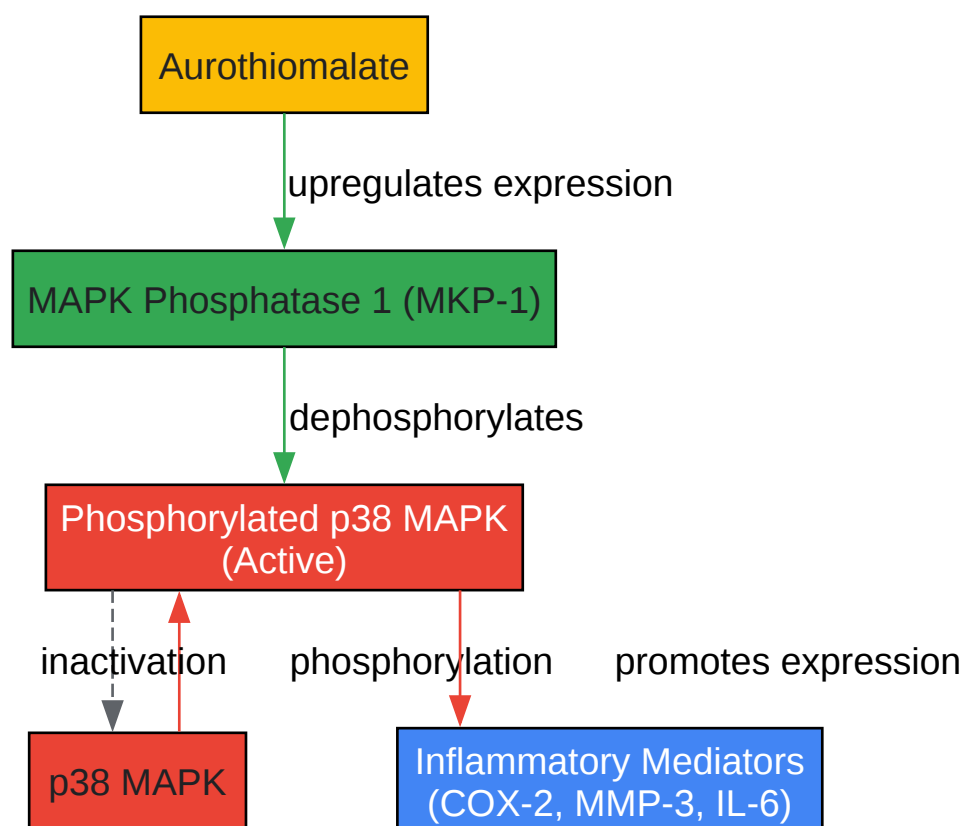 Aurothiomalate
upregulates expression
MAPK Phosphatase 1 (MKP-1)
dephosphorylates
Phosphorylated p38 MAPK
(Active)
inactivation
phosphorylation
promotes expression
p38 MAPK
Inflammatory Mediators
(COX-2, MMP-3, IL-6)